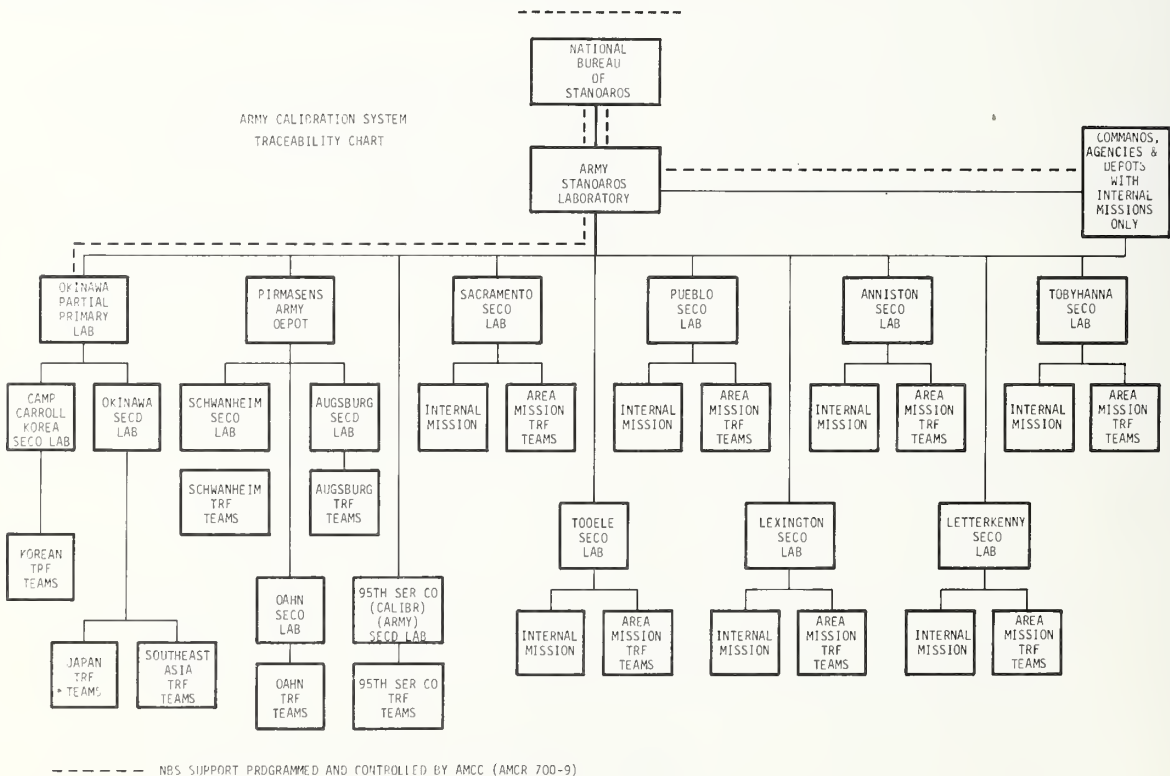 NATIONAL
BUREAU
OF
STANOAROS
ARMY CALIBRATION SYSTEM
TRACEABILITY CHART
ARMY
STANOAROS
LABORATORY
COMMANOS,
AGENCIES &
DEPOTS
WITH
INTERNAL
MISSIONS
ONLY
OKINAWA
PARTIAL
PRIMARY
LAB
PIRMASENS
ARMY
OEPOT
SACRAMENTO
SECO
LAB
PUEBLO
SECO
LAB
ANNISTON
SECO
LAB
TOBYHANNA
SECO
LAB
CAMP
CARROLL
KOREA
SECO LAB
OKINAWA
SECD
LAB
SCHWANHEIM
SECO
LAB
AUGSBURG
SECD
LAB
INTERNAL
MISSION
AREA
MISSION
TRF
TEAMS
INTERNAL
MISSION
AREA
MISSION
TRF
TEAMS
INTERNAL
MISSION
AREA
MISSION
TRF
TEAMS
INTERNAL
MISSION
AREA
MISSION
TRF
TEAMS
SCHWANHEIM
TRF
TEAMS
AUGSBURG
TRF
TEAMS
TOOELE
SECO
LAB
LEXINGTON
SECO
LAB
LETTERKENNY
SECO
LAB
KOREAN
TRF
TEAMS
OAHN
SECO
LAB
95TH SER CO
(CALIBR)
(ARMY)
SECD LAB
INTERNAL
MISSION
AREA
MISSION
TRF
TEAMS
INTERNAL
MISSION
AREA
MISSION
TRF
TEAMS
INTERNAL
MISSION
AREA
MISSION
TRF
TEAMS
JAPAN
TRF
TEAMS
SOUTHEAST
ASIA
TRF
TEAMS
OAHN
TRF
TEAMS
95TH SER CO
TRF
TEAMS
NBS SUPPORT PROGRAMMED AND CONTROLLED BY AMCC (AMCR 700-9)